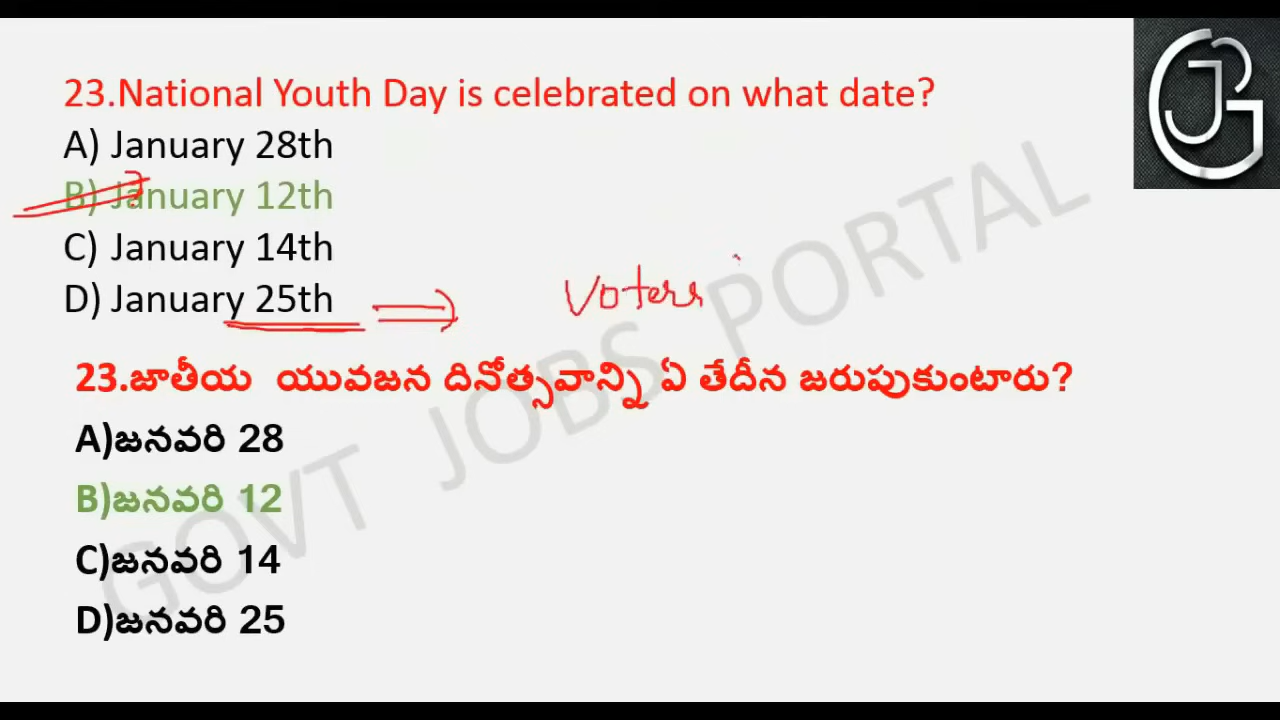 23.National Youth Day is celebrated on what date?
A) January 28th
B) January 12th
C) January 14th
D) January 25th
voters
23.జాతీయ యువజన దినోత్సవాన్ని ఏ తేదీన జరుపుకుంటారు?
A)జనవరి 28
B)జనవరి 12
C)జనవరి 14
D)జనవరి 25
GOVT JOBS PORTAL
GJ